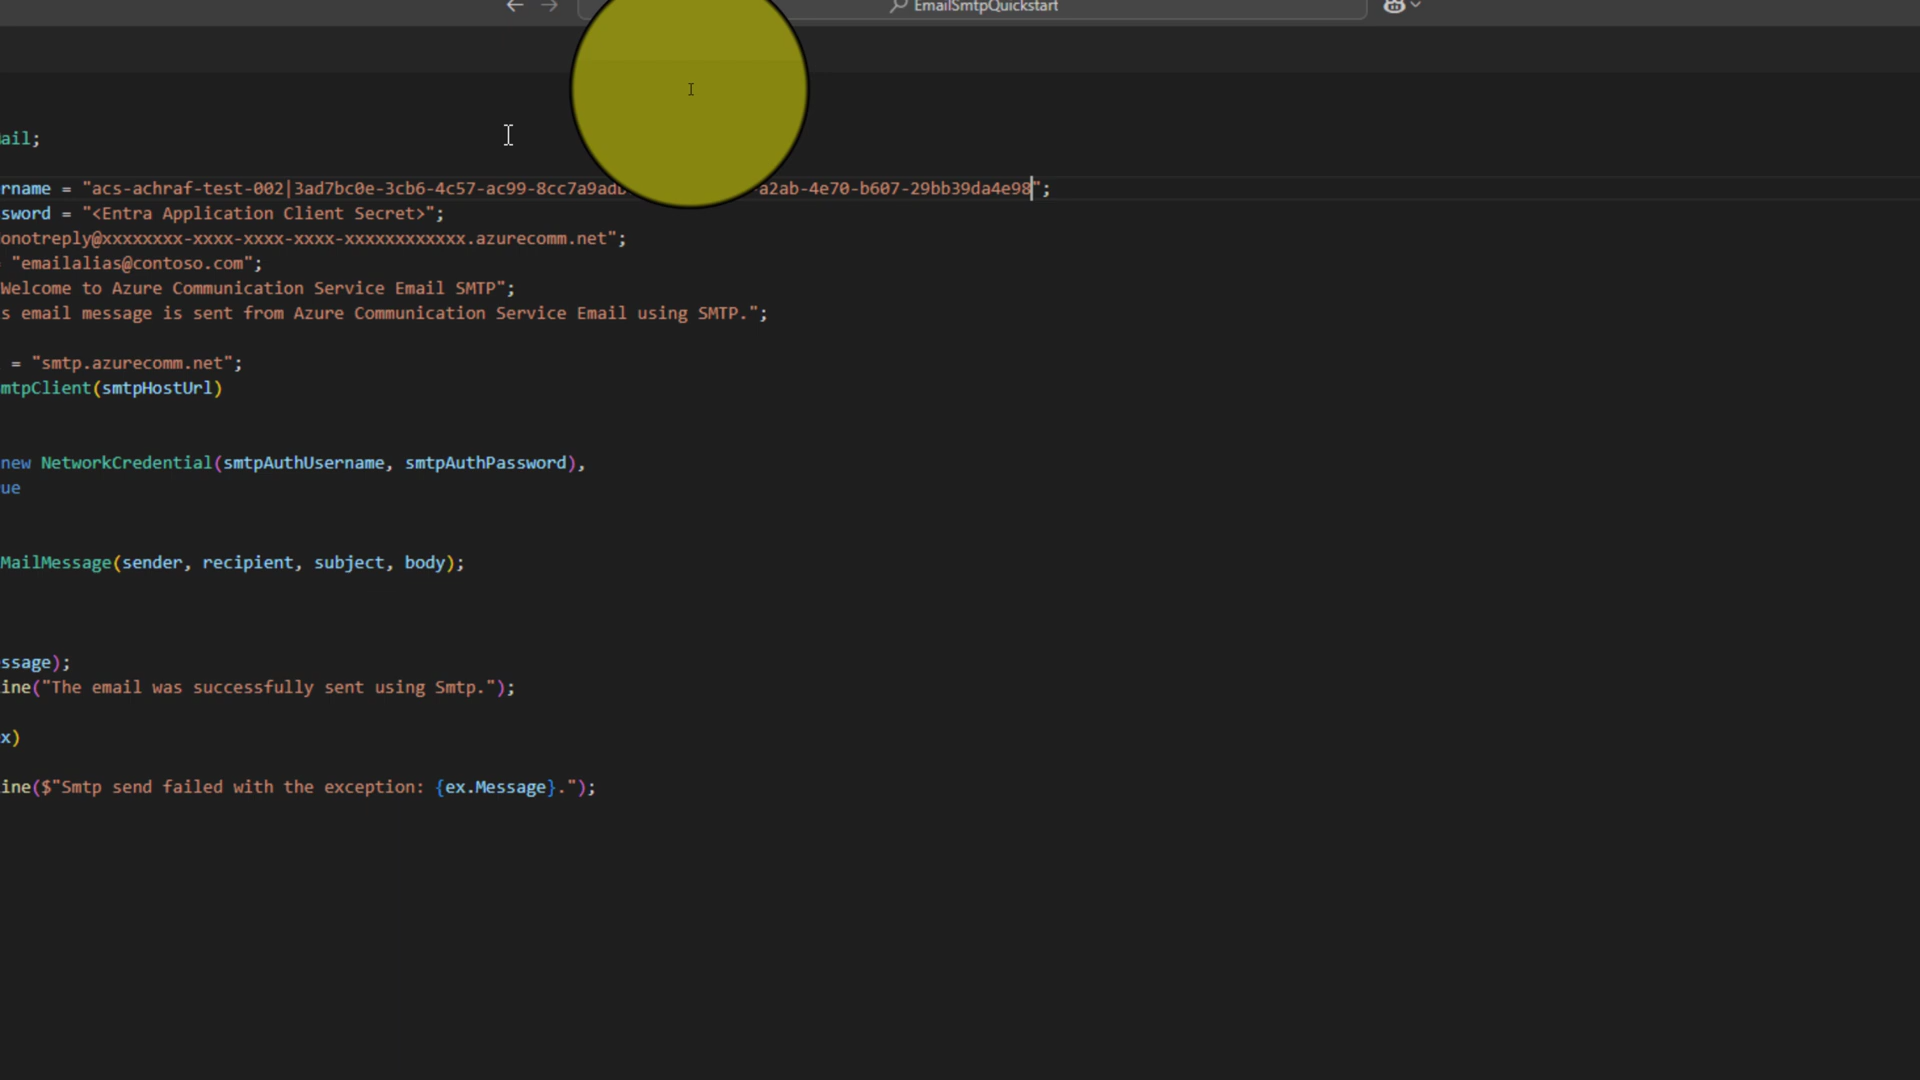 EmailSmtpQuickstart
ail;
rname = "acs-achraf-test-002|3ad7bc0e-3cb6-4c57-ac99-8cc7a9ad a2ab-4e70-b607-29bb39da4e98";
sword = "<Entra Application Client Secret>";
onotreply@xxxxxxxx-xxxx-xxxx-xxxx-xxxxxxxxxxxx.azurecomm.net";
= "emailalias@contoso.com";
Welcome to Azure Communication Service Email SMTP";
s email message is sent from Azure Communication Service Email using SMTP.";
= "smtp.azurecomm.net";
mtpClient(smtpHostUrl)
new NetworkCredential(smtpAuthUsername, smtpAuthPassword),
ue
MailMessage(sender, recipient, subject, body);
essage);
ine("The email was successfully sent using Smtp.");
x)
ine($"Smtp send failed with the exception: {ex.Message}.");